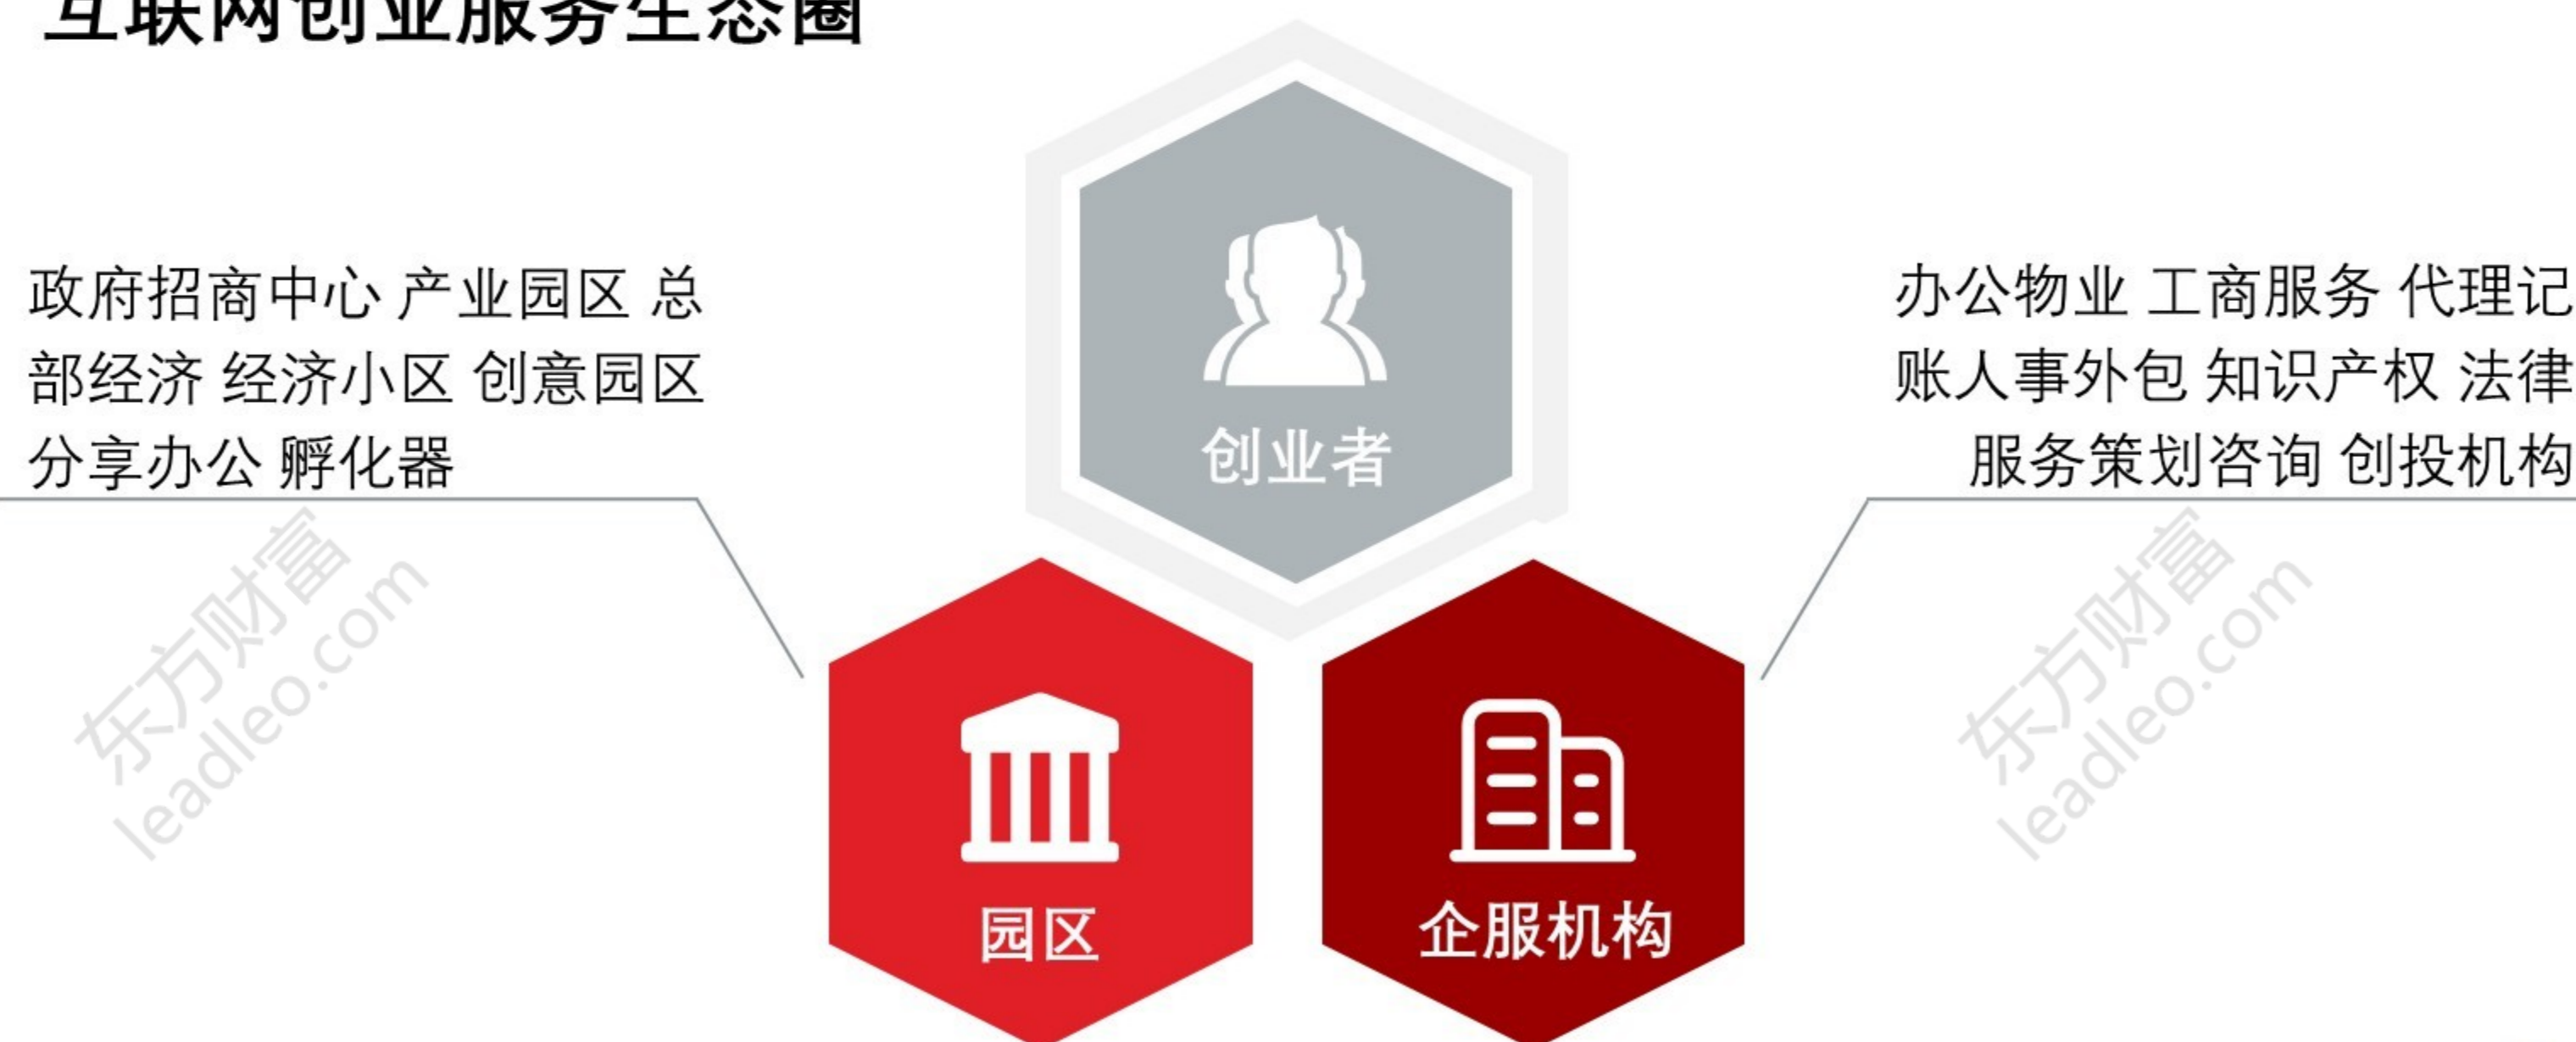 互联网创业服务生态圈
政府招商中心 产业园区 总
部经济 经济小区 创意园区
分享办公 孵化器
创业者
办公物业 工商服务 代理记
账人事外包 知识产权 法律
服务策划咨询 创投机构
园区
企服机构
东方财富
leadleo.com
东方财富
leadleo.com